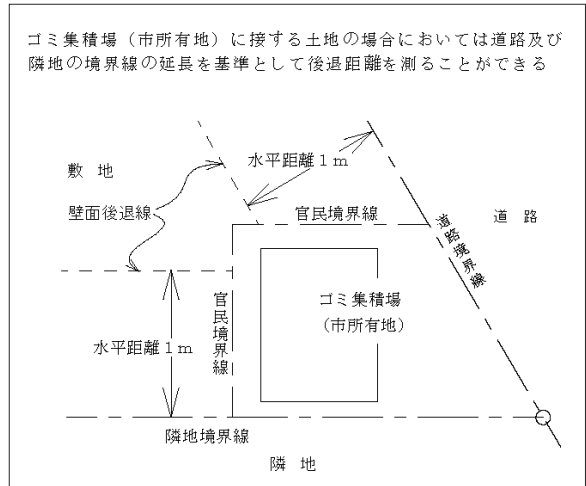 ゴミ集積場（市所有地）に接する土地の場合においては道路及び
隣地の境界線の延長を基準として後退距離を測ることができる
水平距離１ｍ
敷 地
壁面後退線
官民境界線
道路境界線
道 路
ゴミ集積場
（市所有地）
官民境界線
水平距離１ｍ
隣地境界線
隣 地